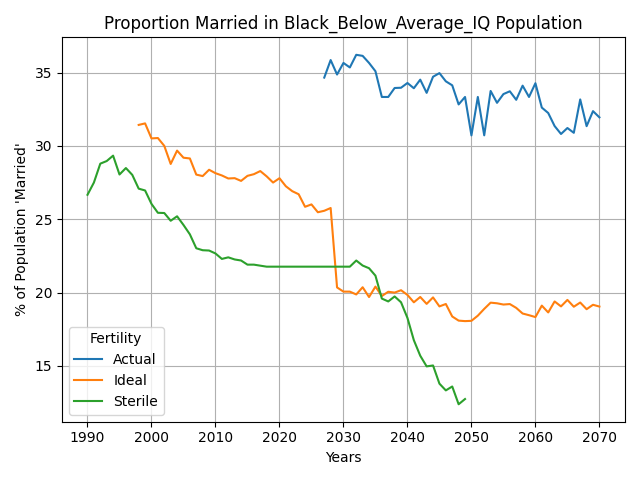 Proportion Married in Black_Below_Average_IQ Population
% of Population 'Married'
35
30
25
20
15
Fertility
Actual
Ideal
Sterile
1990 2000 2010 2020 2030 2040 2050 2060 2070
Years